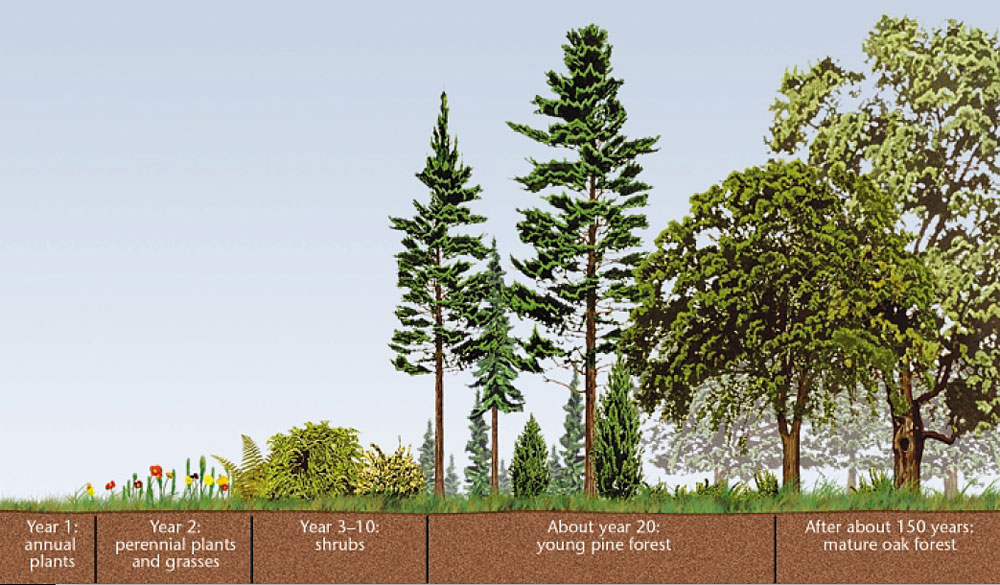 Year 1:
annual
plants
Year 2:
perennial plants
and grasses
Year 3–10:
shrubs
About year 20:
young pine forest
After about 150 years:
mature oak forest